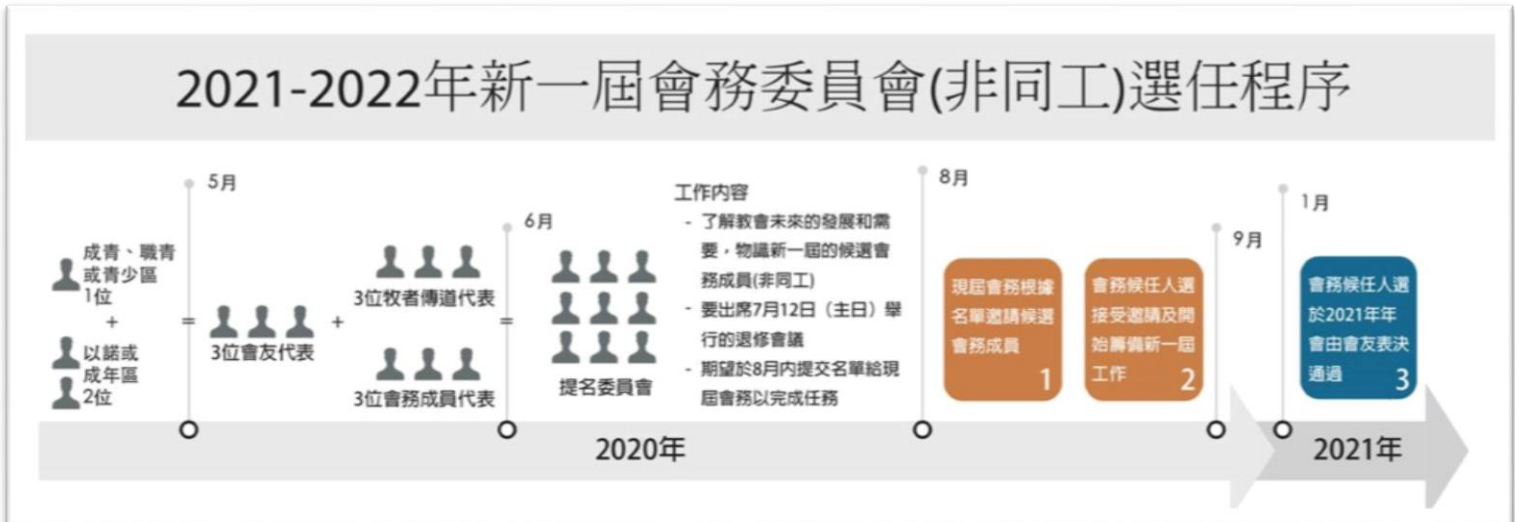 2021-2022年新一屆會務委員會(非同工)選任程序
5月
成青、職青
或青少區
1位
+
以諾或
成年區
2位
=
3位會友代表
+
3位牧者傳道代表
3位會務成員代表
6月
=
提名委員會
工作內容
- 了解教會未來的發展和需
要，物識新一屆的候選會
務成員(非同工)
- 要出席7月12日（主日）舉
行的退修會議
- 期望於8月內提交名單給現
屆會務以完成任務
8月
現屆會務根據
名單邀請候選
會務成員
1
會務候任人選
接受邀請及開
始籌備新一屆
工作
2
9月
1月
會務候任人選
於2021年年
會由會友表決
通過
3
2020年
2021年